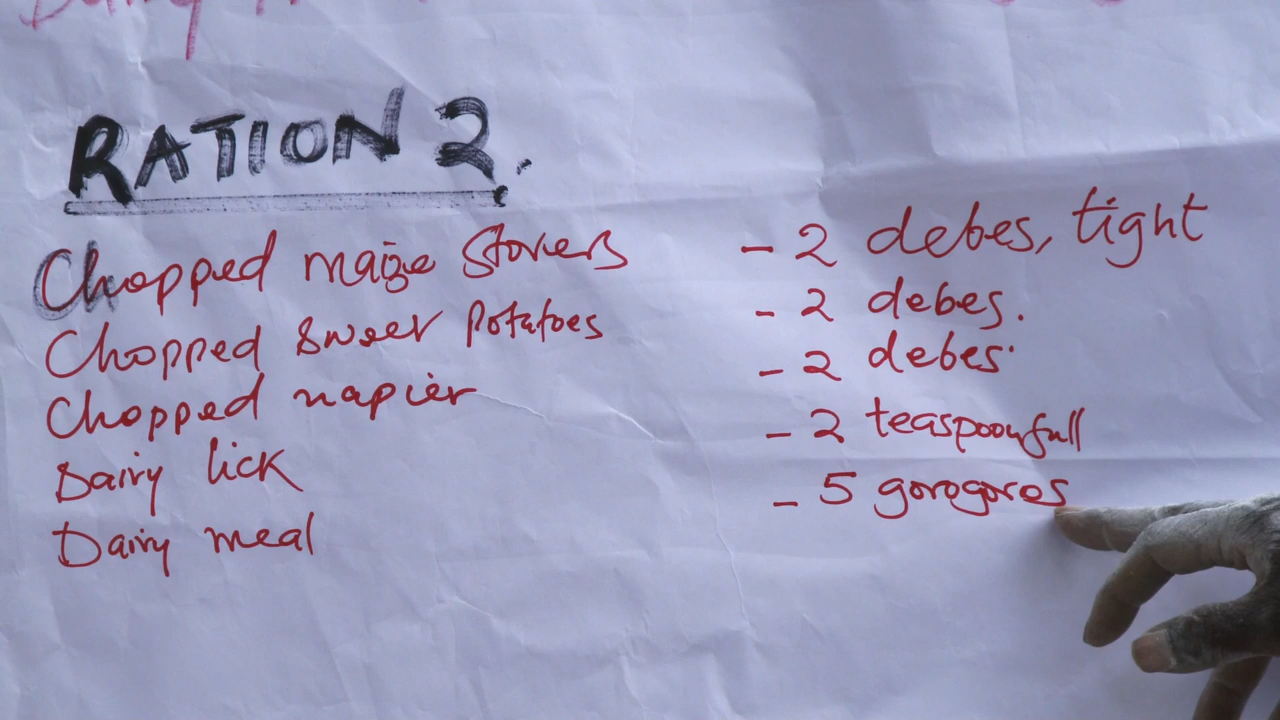 RATION 2.
Chopped maize stovers - 2 debes, tight
Chopped sweet potatoes - 2 debes.
Chopped napier - 2 debes.
Dairy lick - 2 teaspoonfull
Dairy meal - 5 gorogores